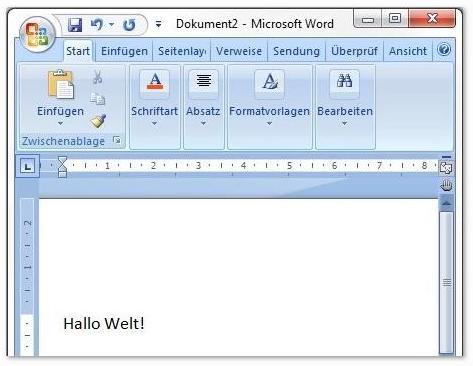 Dokument2 - Microsoft Word
Start Einfügen Seitenlay Verweise Sendung Überprüf Ansicht
Einfügen Schriftart Absatz Formatvorlagen Bearbeiten
Zwischenablage
L 1 2 3 4 5 6 7 8
2
1
Hallo Welt!